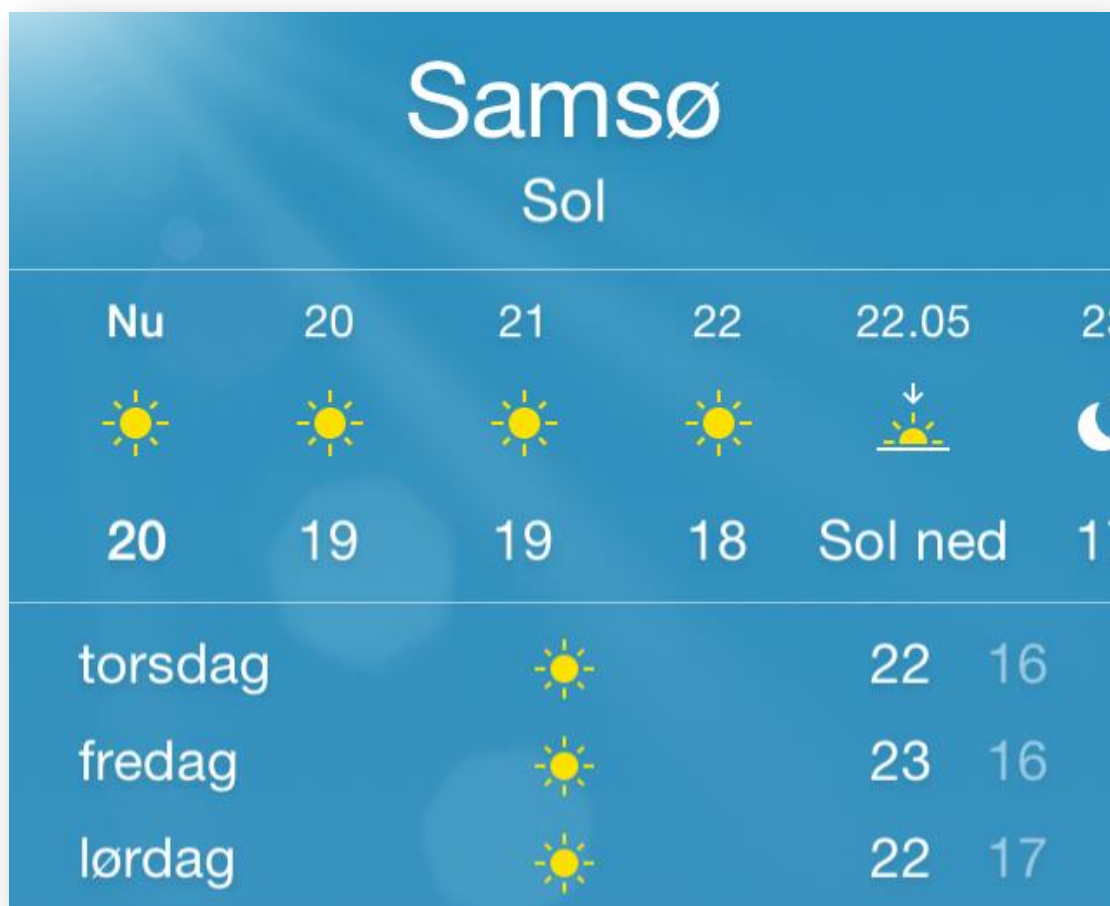 Samsø
Sol
Nu 20 21 22 22.05
20 19 19 18 Sol ned
torsdag 22 16
fredag 23 16
lørdag 22 17